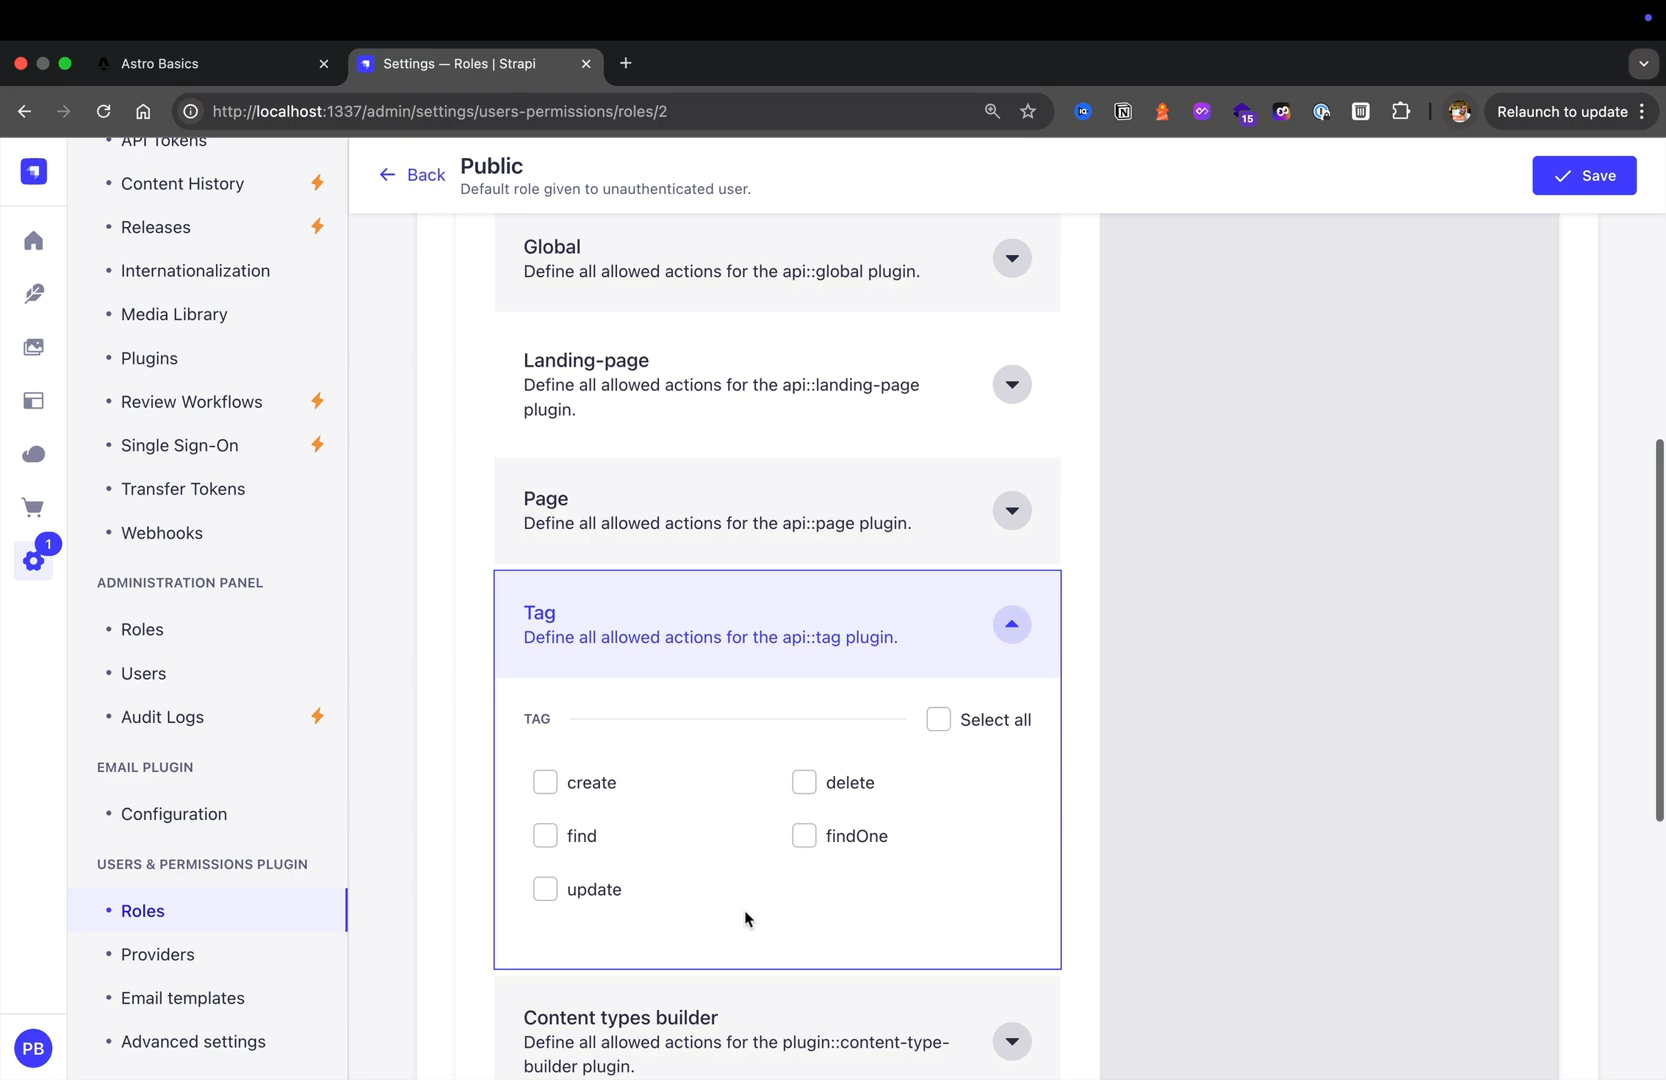 Astro Basics
Settings — Roles | Strapi
http://localhost:1337/admin/settings/users-permissions/roles/2
15
Relaunch to update
API Tokens
Content History
Releases
Internationalization
Media Library
Plugins
Review Workflows
Single Sign-On
Transfer Tokens
Webhooks
1
ADMINISTRATION PANEL
Roles
Users
Audit Logs
EMAIL PLUGIN
Configuration
USERS & PERMISSIONS PLUGIN
Roles
Providers
Email templates
Advanced settings
PB
Back
Public
Default role given to unauthenticated user.
Save
Global
Define all allowed actions for the api::global plugin.
Landing-page
Define all allowed actions for the api::landing-page
plugin.
Page
Define all allowed actions for the api::page plugin.
Tag
Define all allowed actions for the api::tag plugin.
TAG
Select all
create
delete
find
findOne
update
Content types builder
Define all allowed actions for the plugin::content-type-
builder plugin.